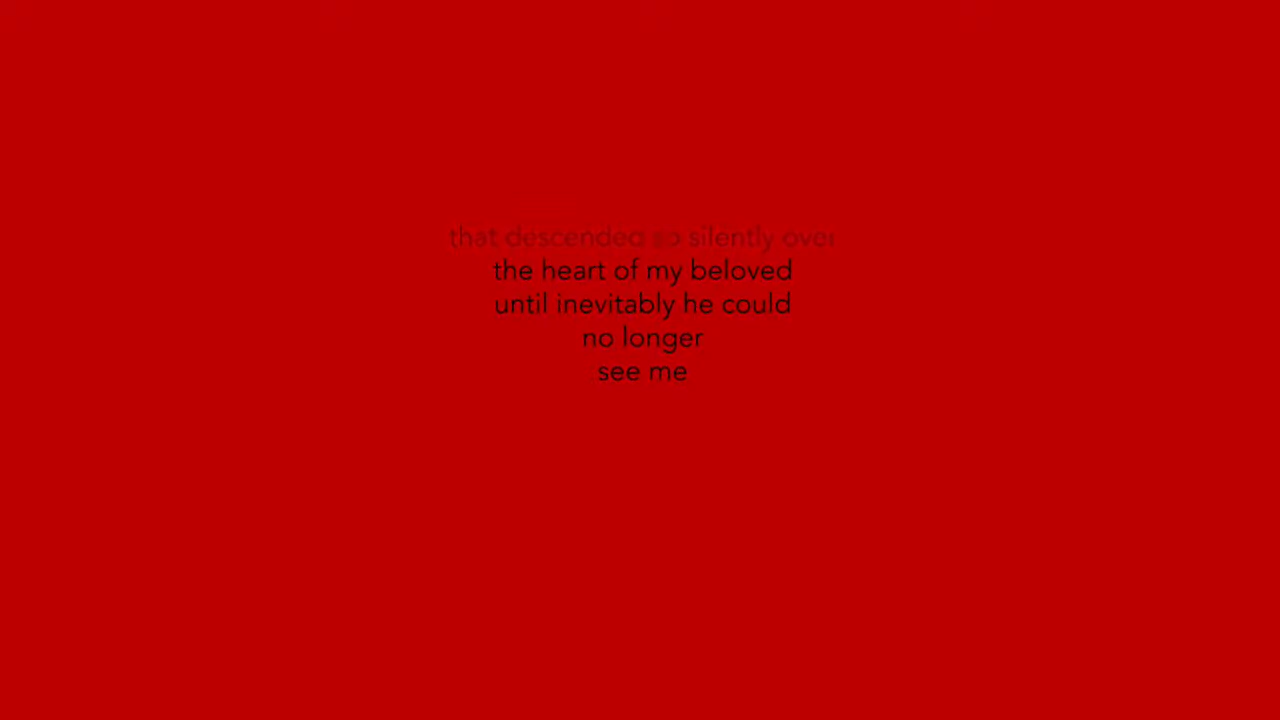 that descended so silently over
the heart of my beloved
until inevitably he could
no longer
see me